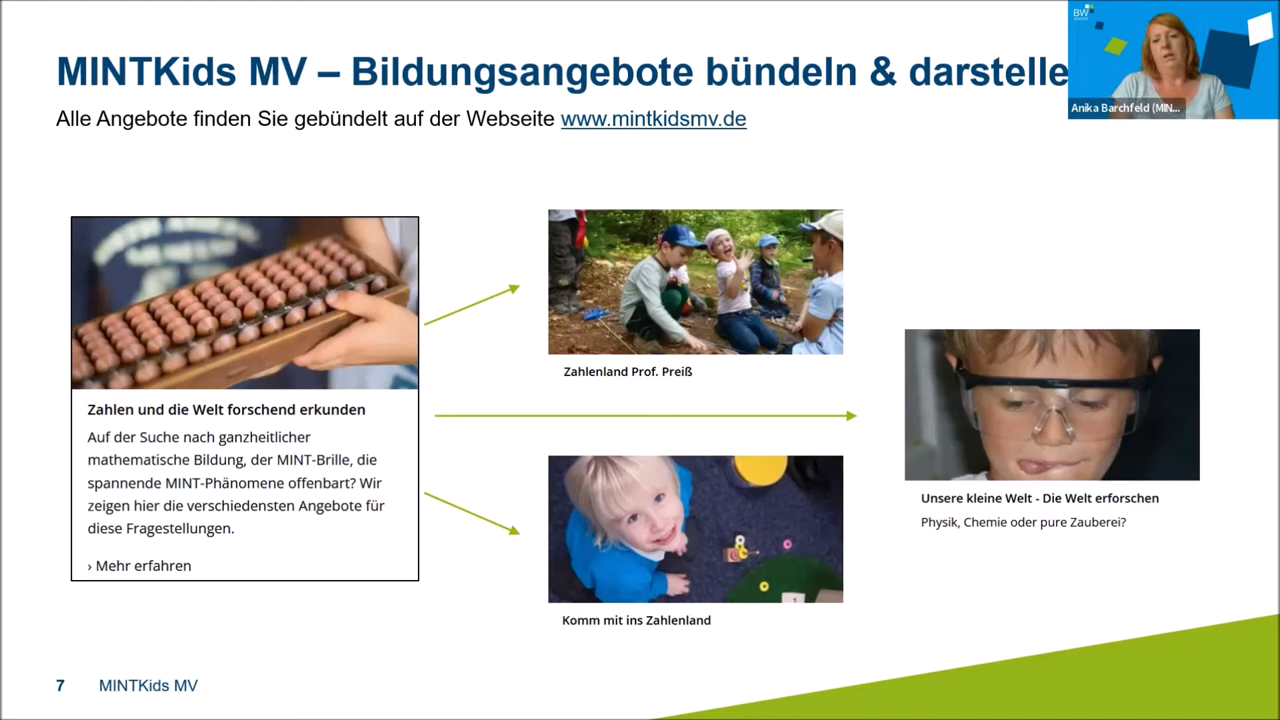 MINTKids MV – Bildungsangebote bündeln & darstelle
Alle Angebote finden Sie gebündelt auf der Webseite www.mintkidsmv.de
BW
Anika Barchfeld (MIN...
Zahlenland Prof. Preiß
Zahlen und die Welt forschend erkunden
Auf der Suche nach ganzheitlicher
mathematische Bildung, der MINT-Brille, die
spannende MINT-Phänomene offenbart? Wir
zeigen hier die verschiedensten Angebote für
diese Fragestellungen.
› Mehr erfahren
Komm mit ins Zahlenland
Unsere kleine Welt - Die Welt erforschen
Physik, Chemie oder pure Zauberei?
7 MINTKids MV